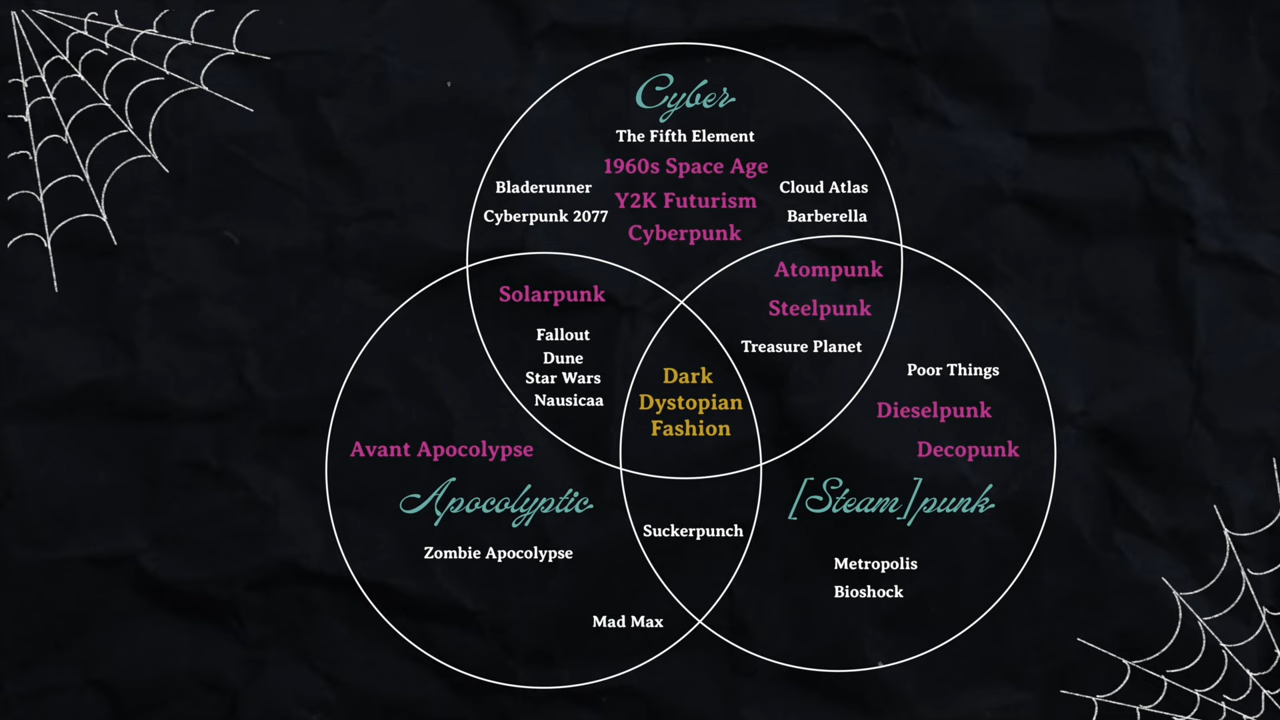 Cyber
The Fifth Element
1960s Space Age
Bladerunner
Cloud Atlas
Y2K Futurism
Cyberpunk 2077
Barberella
Cyberpunk
Atompunk
Solarpunk
Steelpunk
Fallout
Treasure Planet
Dune
Star Wars
Nausicaa
Dark
Dystopian
Fashion
Poor Things
Dieselpunk
Decopunk
Avant Apocolypse
Apocolyptic
[Steam]punk
Suckerpunch
Zombie Apocolypse
Metropolis
Bioshock
Mad Max